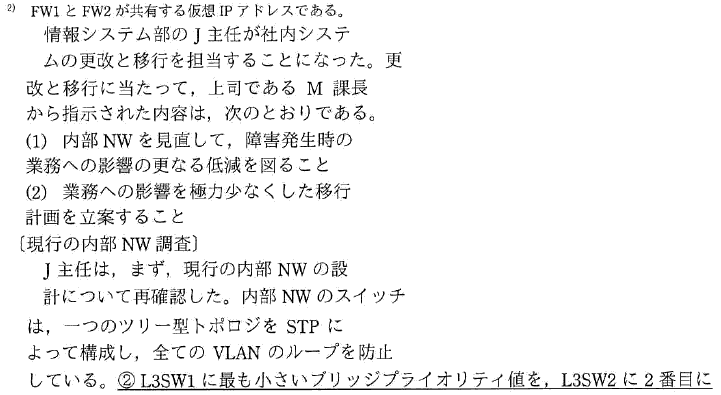 2) FW1 と FW2 が共有する仮想 IP アドレスである。
情報システム部の J 主任が社内システ
ムの更改と移行を担当することになった。更
改と移行に当たって，上司である M 課長
から指示された内容は，次のとおりである。
(1) 内部 NW を見直して，障害発生時の
業務への影響の更なる低減を図ること
(2) 業務への影響を極力少なくした移行
計画を立案すること
〔現行の内部 NW 調査〕
J 主任は，まず，現行の内部 NW の設
計について再確認した。内部 NW のスイッチ
は，一つのツリー型トポロジを STP に
よって構成し，全ての VLAN のループを防止
している。② L3SW1 に最も小さいブリッジプライオリティ値を，L3SW2 に 2 番目に